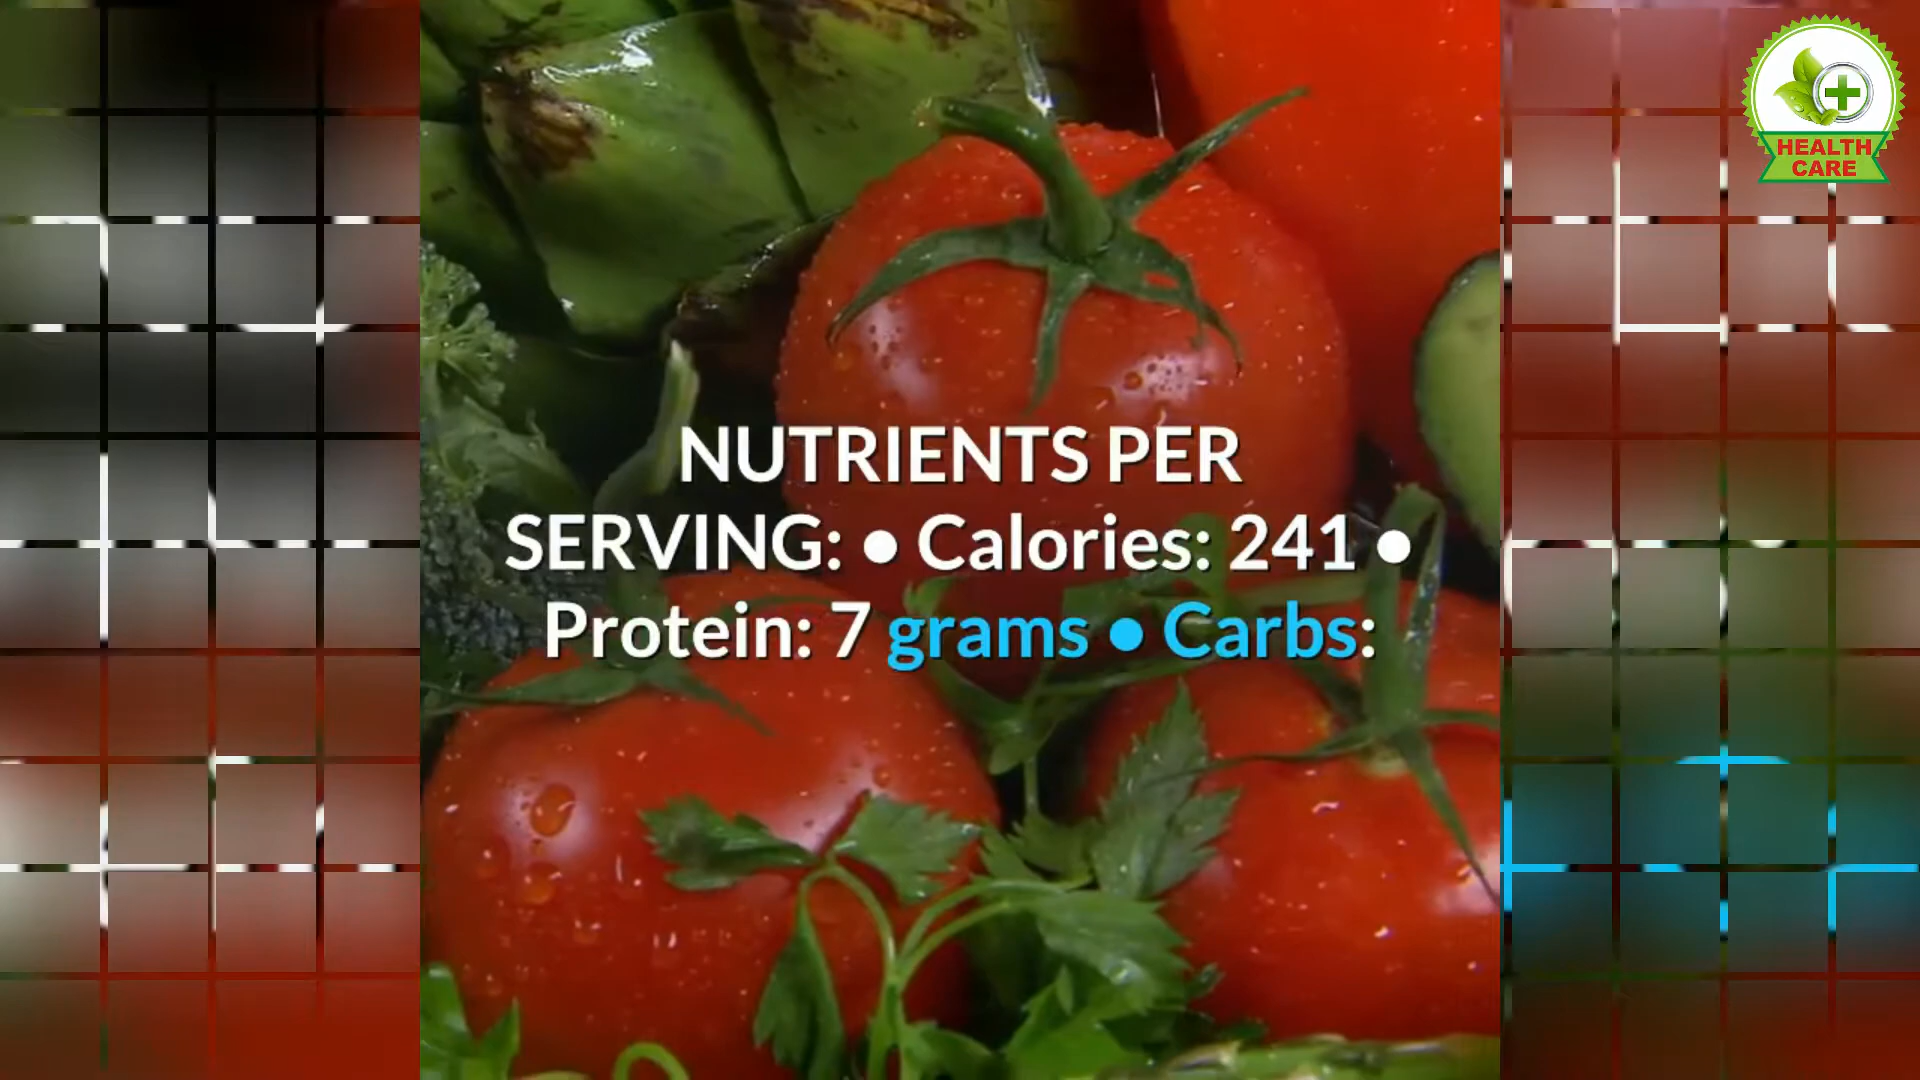 NUTRIENTS PER
SERVING: • Calories: 241 •
Protein: 7 grams • Carbs:
HEALTH
CARE